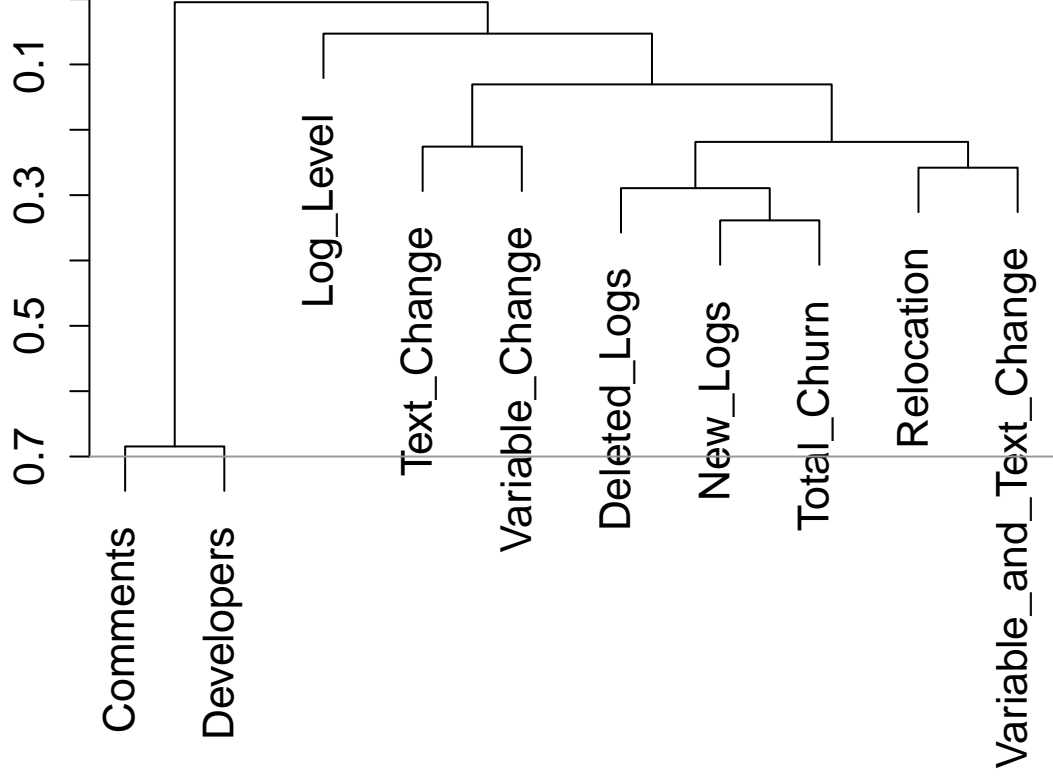 0.1
0.3
0.5
0.7
Comments
Developers
Log_Level
Text_Change
Variable_Change
Deleted_Logs
New_Logs
Total_Churn
Relocation
Variable_and_Text_Change